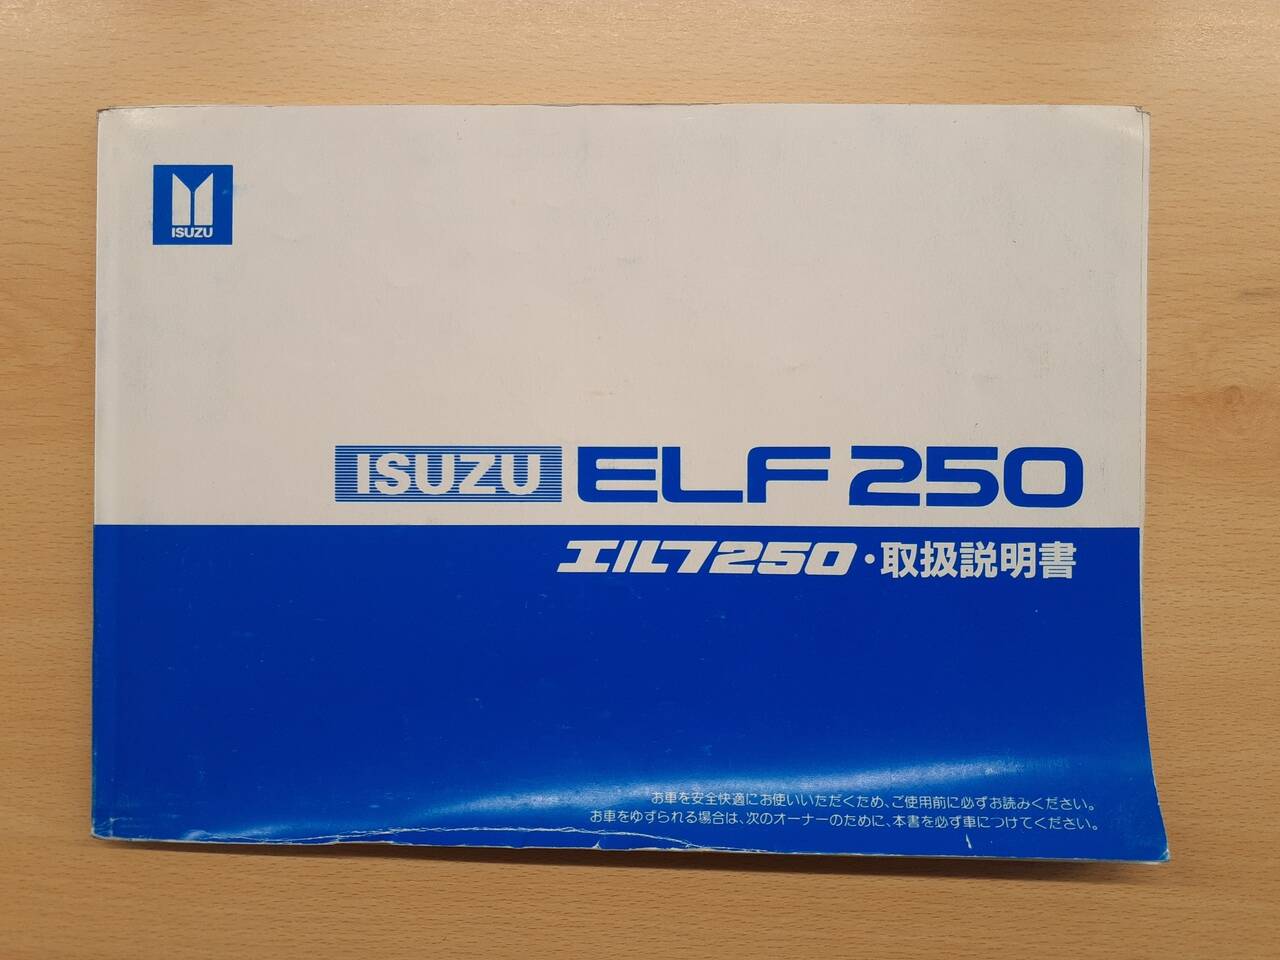 ISUZU
ISUZU ELF 250
エルフ250・取扱説明書
お車を安全快適にお使いいただくため、ご使用前に必ずお読みください。
お車をゆずられる場合は、次のオーナーのために、本書を必ず車につけてください。